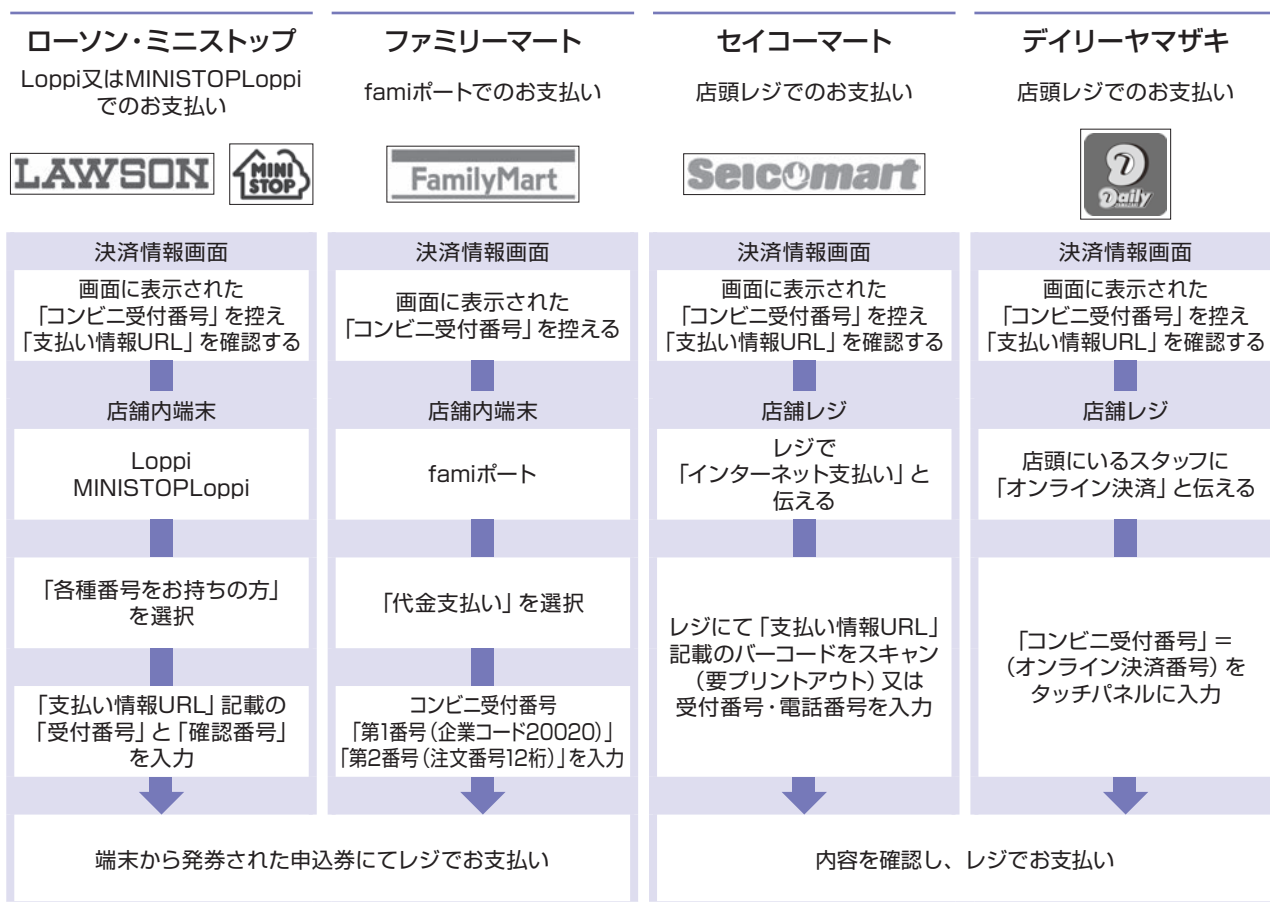 ローソン・ミニストップ
Loppi又はMINISTOPLoppi
でのお支払い
LAWSON
MINI
STOP
決済情報画面
画面に表示された
「コンビニ受付番号」を控え
「支払い情報URL」を確認する
店舗内端末
Loppi
MINISTOPLoppi
「各種番号をお持ちの方」
を選択
「支払い情報URL」記載の
「受付番号」と「確認番号」
を入力
ファミリーマート
famiポートでのお支払い
FamilyMart
決済情報画面
画面に表示された
「コンビニ受付番号」を控える
店舗内端末
famiポート
「代金支払い」を選択
コンビニ受付番号
「第1番号（企業コード20020）」
「第2番号（注文番号12桁）」を入力
端末から発券された申込券にてレジでお支払い
セイコーマート
店頭レジでのお支払い
Seicomart
決済情報画面
画面に表示された
「コンビニ受付番号」を控え
「支払い情報URL」を確認する
店舗レジ
レジで
「インターネット支払い」と
伝える
レジにて「支払い情報URL」
記載のバーコードをスキャン
（要プリントアウト）又は
受付番号・電話番号を入力
デイリーヤマザキ
店頭レジでのお支払い
Daily
決済情報画面
画面に表示された
「コンビニ受付番号」を控え
「支払い情報URL」を確認する
店舗レジ
店頭にいるスタッフに
「オンライン決済」と伝える
「コンビニ受付番号」＝
（オンライン決済番号）を
タッチパネルに入力
内容を確認し、レジでお支払い